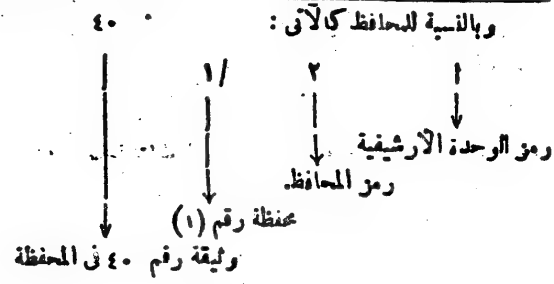 وبالنسبة للمحافظ كالآتى :
١ ٢ /١ ٤٠
رمز الوحدة الأرشيفية
رمز المحافظ.
محفظة رقم (١)
وثيقة رقم ٤٠ فى المحفظة